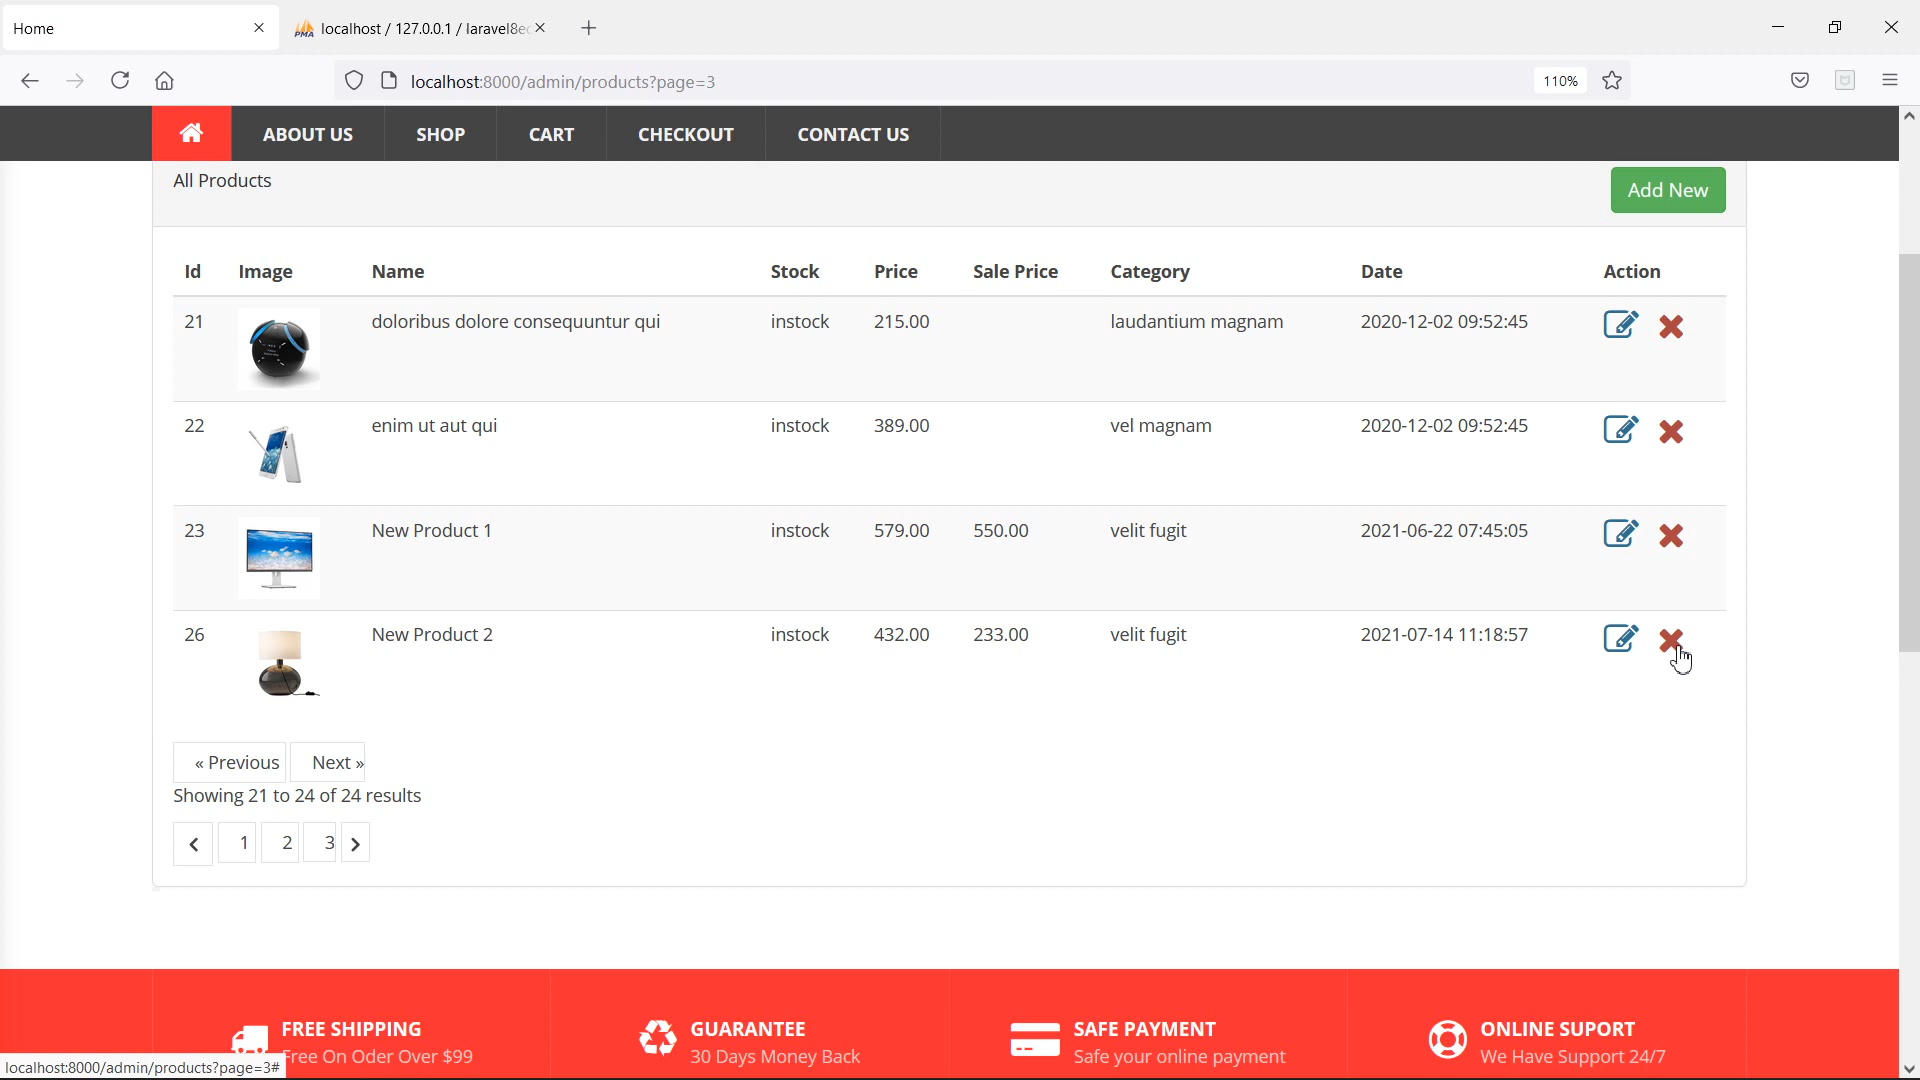 Home
localhost / 127.0.0.1 / laravel8ec
localhost:8000/admin/products?page=3
110%
ABOUT US SHOP CART CHECKOUT CONTACT US
All Products
Add New
Id Image Name Stock Price Sale Price Category Date Action
21 doloribus dolore consequuntur qui instock 215.00 laudantium magnam 2020-12-02 09:52:45
22 enim ut aut qui instock 389.00 vel magnam 2020-12-02 09:52:45
23 New Product 1 instock 579.00 550.00 velit fugit 2021-06-22 07:45:05
26 New Product 2 instock 432.00 233.00 velit fugit 2021-07-14 11:18:57
« Previous Next »
Showing 21 to 24 of 24 results
1 2 3
FREE SHIPPING GUARANTEE SAFE PAYMENT ONLINE SUPORT
Free On Oder Over $99 30 Days Money Back Safe your online payment We Have Support 24/7
localhost:8000/admin/products?page=3#